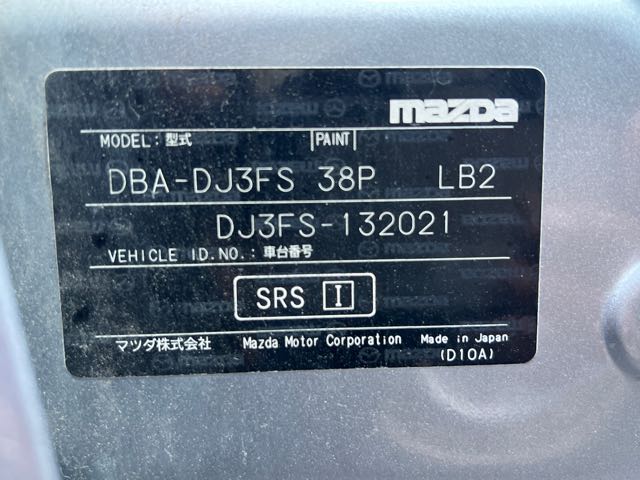 mazda
MODEL: 型式 PAINT
DBA-DJ3FS 38P LB2
DJ3FS-132021
VEHICLE ID.NO.: 車台番号
SRS I
マツダ株式会社 Mazda Motor Corporation Made in Japan
(D10A)